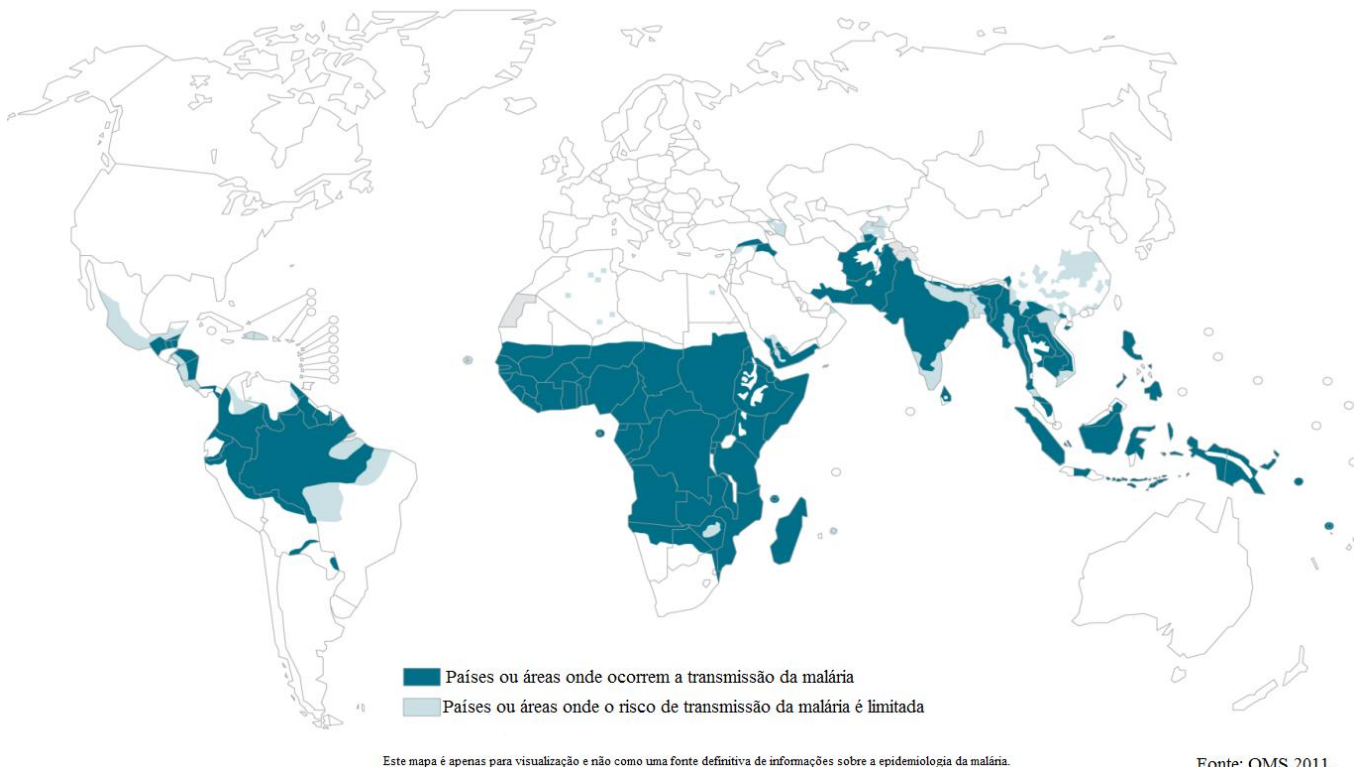 Países ou áreas onde ocorrem a transmissão da malária
Países ou áreas onde o risco de transmissão da malária é limitada
Este mapa é apenas para visualização e não como uma fonte definitiva de informações sobre a epidemiologia da malária.
Fonte: OMS 2011.